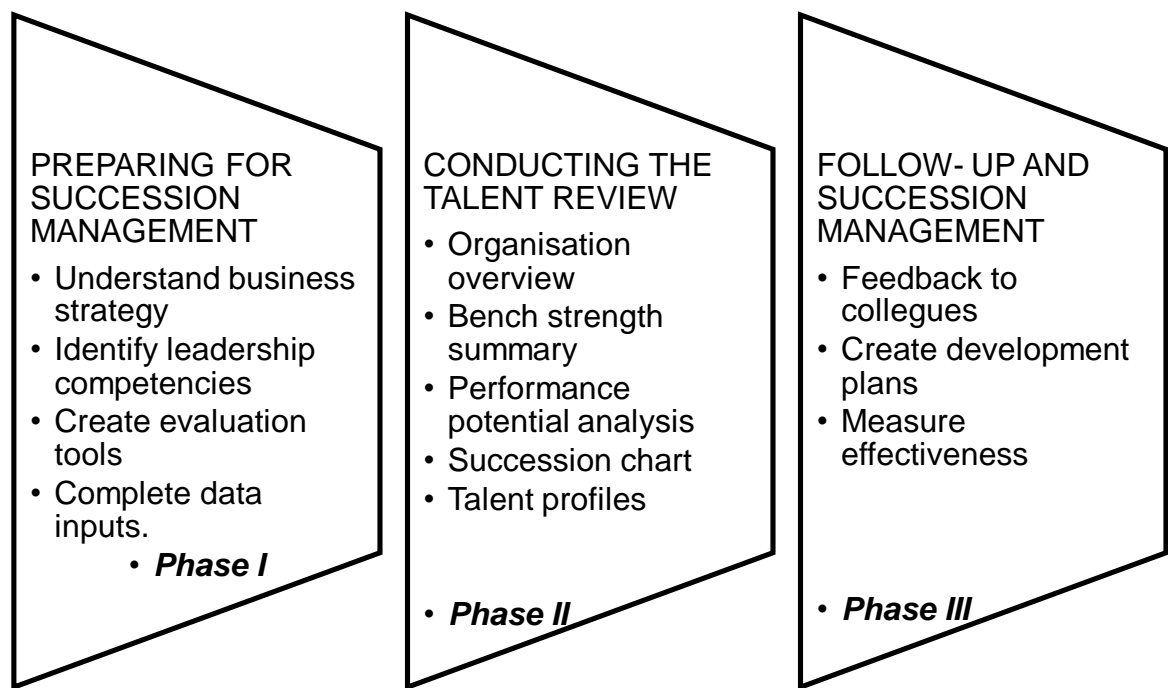 PREPARING FOR
SUCCESSION
MANAGEMENT
• Understand business
strategy
• Identify leadership
competencies
• Create evaluation
tools
• Complete data
inputs.
• Phase I
CONDUCTING THE
TALENT REVIEW
• Organisation
overview
• Bench strength
summary
• Performance
potential analysis
• Succession chart
• Talent profiles
• Phase II
FOLLOW- UP AND
SUCCESSION
MANAGEMENT
• Feedback to
collegues
• Create development
plans
• Measure
effectiveness
• Phase III